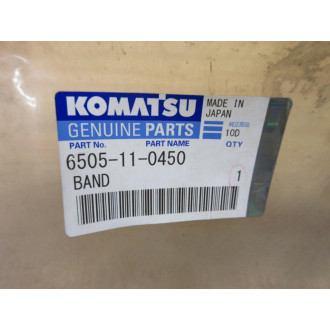 KOMATSU
MADE IN
JAPAN
GENUINE PARTS
10D
PART No. PART NAME QTY
6505-11-0450
BAND 1